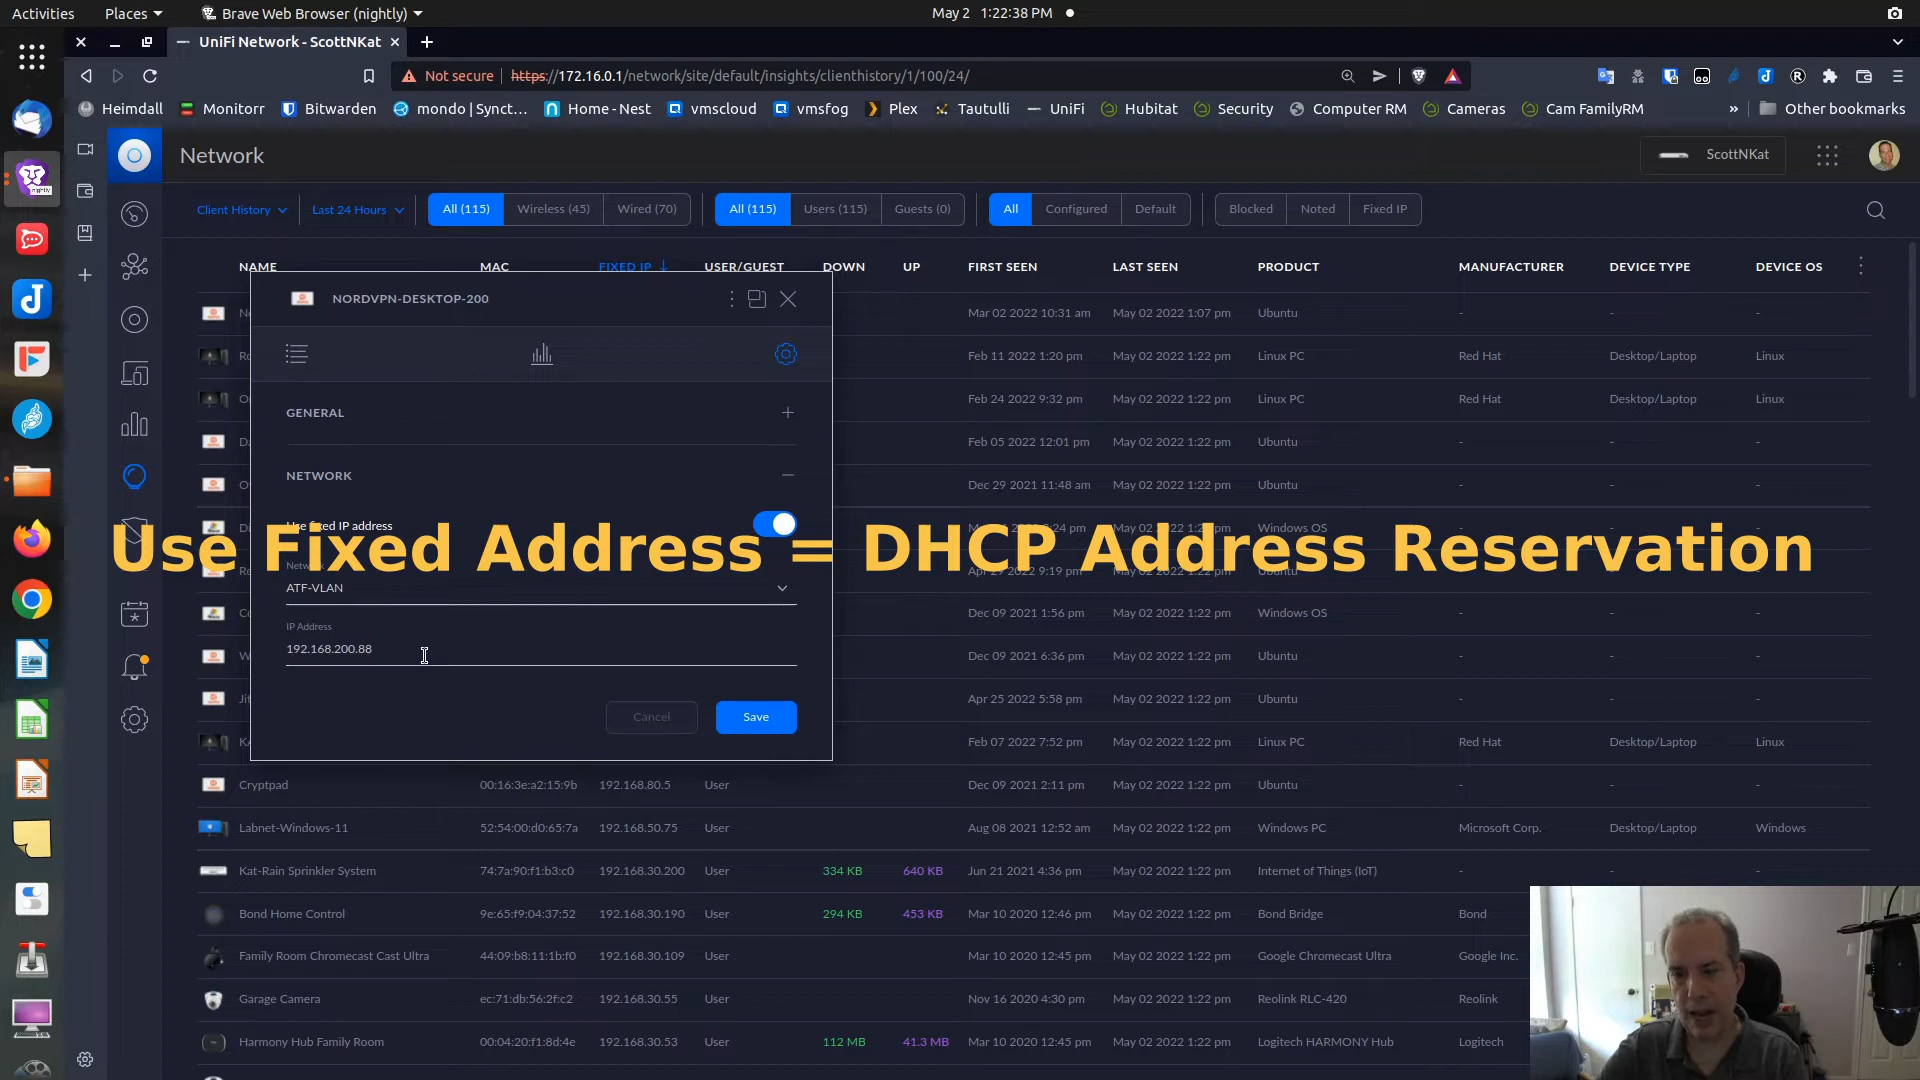 Activities Places Brave Web Browser (nightly) May 2 1:22:38 PM
UniFi Network - ScottNKat
Not secure https://172.16.0.1/network/site/default/insights/clienthistory/1/100/24/
Heimdall Monitorr Bitwarden mondo | Synct... Home - Nest vmscloud vmsfog Plex Tautulli UniFi Hubitat Security Computer RM Cameras Cam FamilyRM » Other bookmarks
Network ScottNKat
Client History Last 24 Hours All (115) Wireless (45) Wired (70) All (115) Users (115) Guests (0) All Configured Default Blocked Noted Fixed IP
NAME MAC FIXED IP USER/GUEST DOWN UP FIRST SEEN LAST SEEN PRODUCT MANUFACTURER DEVICE TYPE DEVICE OS
NORDVPN-DESKTOP-200
Mar 02 2022 10:31 am May 02 2022 1:07 pm Ubuntu - - -
Feb 11 2022 1:20 pm May 02 2022 1:22 pm Linux PC Red Hat Desktop/Laptop Linux
Feb 24 2022 9:32 pm May 02 2022 1:22 pm Linux PC Red Hat Desktop/Laptop Linux
GENERAL
Feb 05 2022 12:01 pm May 02 2022 1:22 pm Ubuntu - - -
NETWORK
Dec 29 2021 11:48 am May 02 2022 1:22 pm Ubuntu - - -
Use fixed IP address
Windows OS
Use Fixed Address = DHCP Address Reservation
Network
ATF-VLAN
Dec 09 2021 1:56 pm May 02 2022 1:22 pm Windows OS - - -
IP Address
192.168.200.88
Dec 09 2021 6:36 pm May 02 2022 1:22 pm Ubuntu - - -
Apr 25 2022 5:58 pm May 02 2022 1:22 pm Ubuntu - - -
Cancel Save
Feb 07 2022 7:52 pm May 02 2022 1:22 pm Linux PC Red Hat Desktop/Laptop Linux
Cryptpad 00:16:3e:a2:15:9b 192.168.80.5 User Dec 09 2021 2:11 pm May 02 2022 1:22 pm Ubuntu - - -
Labnet-Windows-11 52:54:00:d0:65:7a 192.168.50.75 User Aug 08 2021 12:52 am May 02 2022 1:22 pm Windows PC Microsoft Corp. Desktop/Laptop Windows
Kat-Rain Sprinkler System 74:7a:90:f1:b3:c0 192.168.30.200 User 334 KB 640 KB Jun 21 2021 4:36 pm May 02 2022 1:22 pm Internet of Things (IoT) - - -
Bond Home Control 9e:65:f9:04:37:52 192.168.30.190 User 294 KB 453 KB Mar 10 2020 12:46 pm May 02 2022 1:22 pm Bond Bridge Bond
Family Room Chromecast Cast Ultra 44:09:b8:11:1b:f0 192.168.30.109 User Mar 10 2020 12:45 pm May 02 2022 1:22 pm Google Chromecast Ultra Google Inc.
Garage Camera ec:71:db:56:2f:c2 192.168.30.55 User Nov 16 2020 4:30 pm May 02 2022 1:22 pm Reolink RLC-420 Reolink
Harmony Hub Family Room 00:04:20:f1:8d:4e 192.168.30.53 User 112 MB 41.3 MB Mar 10 2020 12:45 pm May 02 2022 1:22 pm Logitech HARMONY Hub Logitech